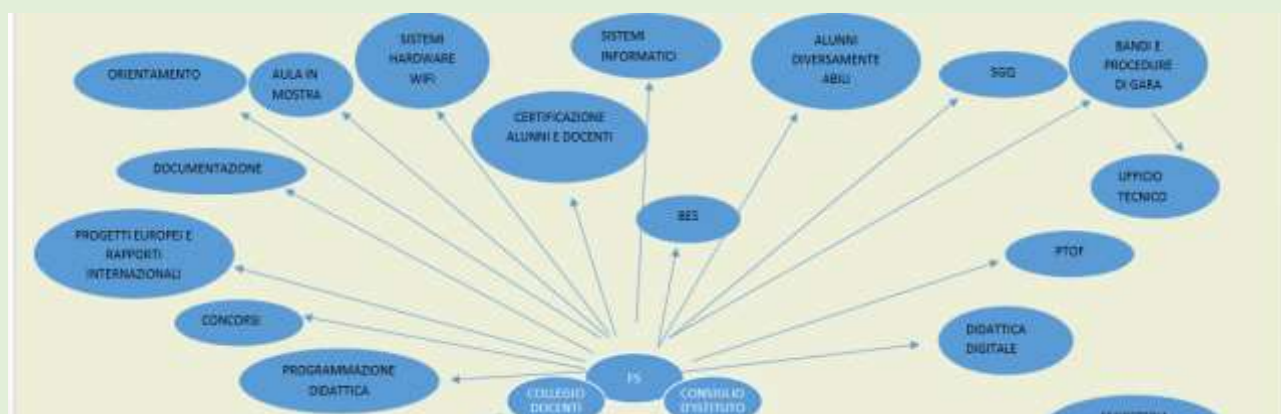 ORIENTAMENTO
AULA IN
MOSTRA
SISTEMI
HARDWARE
WIFI
SISTEMI
INFORMATICI
ALUNNI
DIVERSAMENTE
ABILI
SGQ
BANDI E
PROCEDURE
DI GARA
CERTIFICAZIONE
ALUNNI E DOCENTI
DOCUMENTAZIONE
UFFICIO
TECNICO
BES
PROGETTI EUROPEI E
RAPPORTI
INTERNAZIONALI
PTOF
CONCORSI
DIDATTICA
DIGITALE
PROGRAMMAZIONE
DIDATTICA
FS
COLLEGIO
DOCENTI
CONSIGLIO
D'ISTITUTO